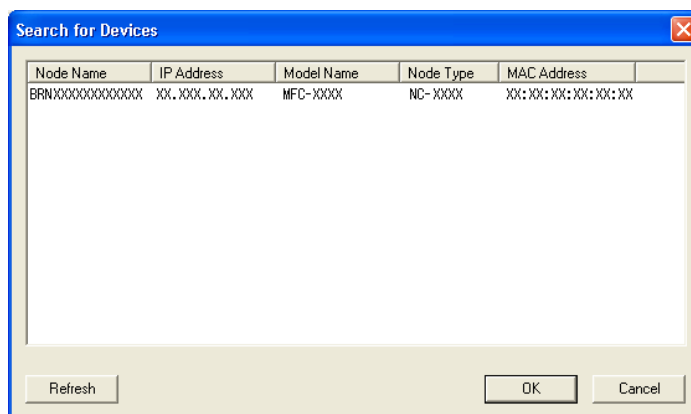 Search for Devices
Node Name IP Address Model Name Node Type MAC Address
BRNXXXXXXXXXXXX XX.XXX.XX.XXX MFC-XXXX NC-XXXX XX:XX:XX:XX:XX:XX
Refresh OK Cancel